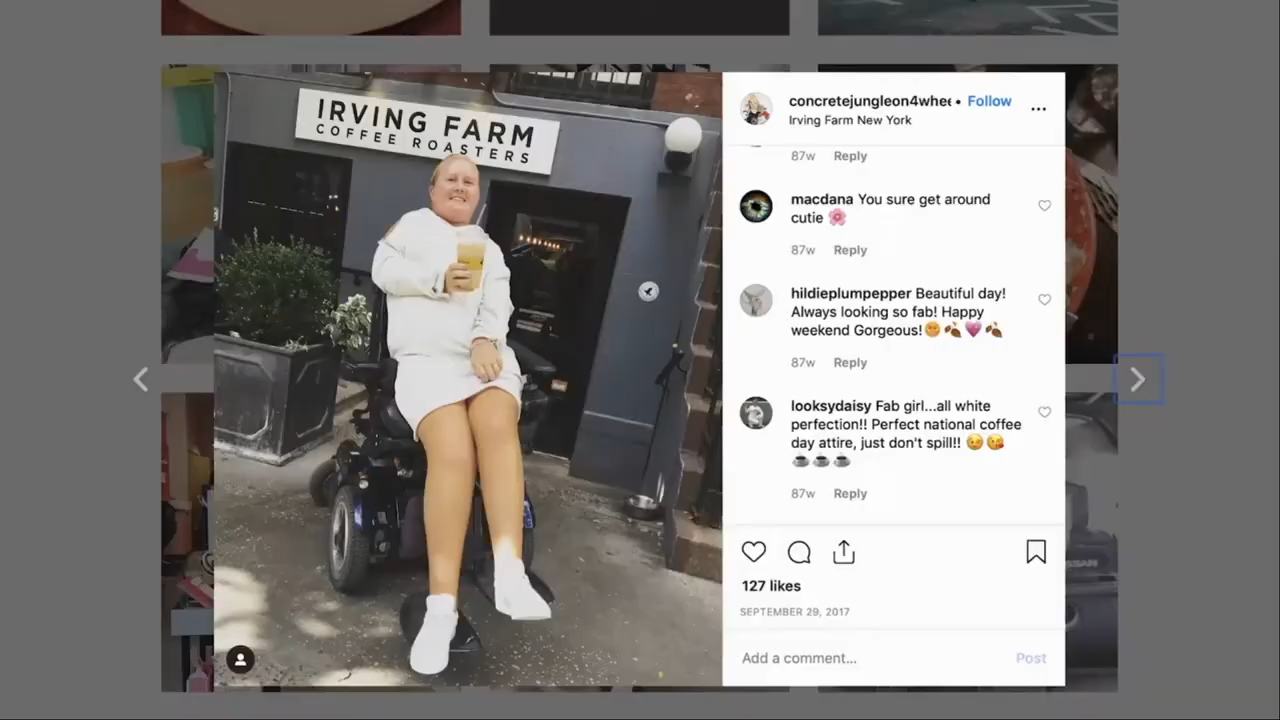 IRVING FARM
COFFEE ROASTERS
concretejungleon4whee • Follow
Irving Farm New York
87w Reply
macdana You sure get around
cutie 🌸
87w Reply
hildieplumpepper Beautiful day!
Always looking so fab! Happy
weekend Gorgeous!🌞🍂💗🍂
87w Reply
looksydaisy Fab girl...all white
perfection!! Perfect national coffee
day attire, just don't spill!! 😉😘
☕☕☕
87w Reply
127 likes
SEPTEMBER 29, 2017
Add a comment... Post